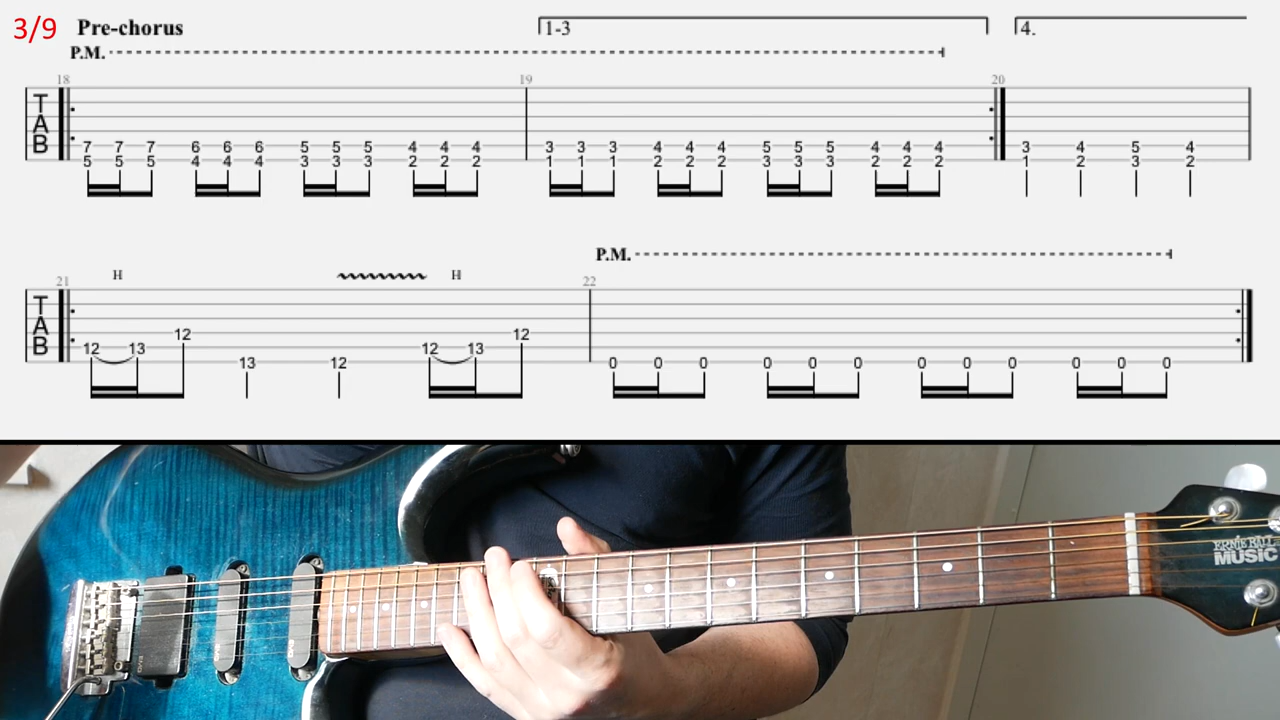 3/9 Pre-chorus 1-3 4.
P.M.
18 19 20
T
A
B
7 7 7 6 6 6 5 5 5 4 4 4 3 3 3 4 4 4 5 5 5 4 4 4 3 4 5 4
5 5 5 4 4 4 3 3 3 2 2 2 1 1 1 2 2 2 3 3 3 2 2 2 1 2 3 2
P.M.
H H
21 22
T
A
B
12 12
12 13 12 13
13 12 0 0 0 0 0 0 0 0 0 0 0 0
ERNIE BALL
MUSIC